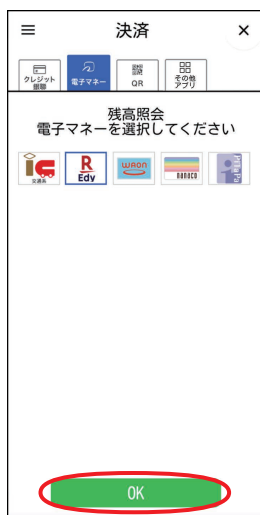 決済
クレジット
銀聯
電子マネー
QR
その他
アプリ
残高照会
電子マネーを選択してください
ic
交通系
R
Edy
WAON
nanaco
PiTaPa
OK